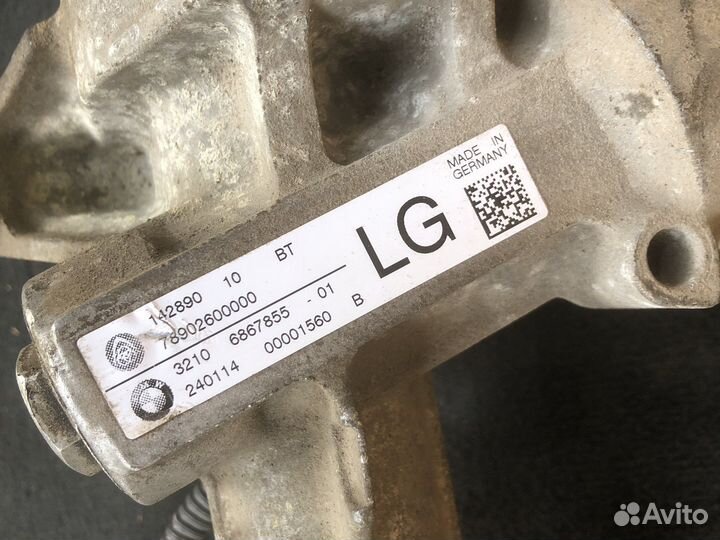 142890 10 BT
78902600000
3210 6867855 - 01
240114 00001560 B
LG
MADE IN
GERMANY
Avito